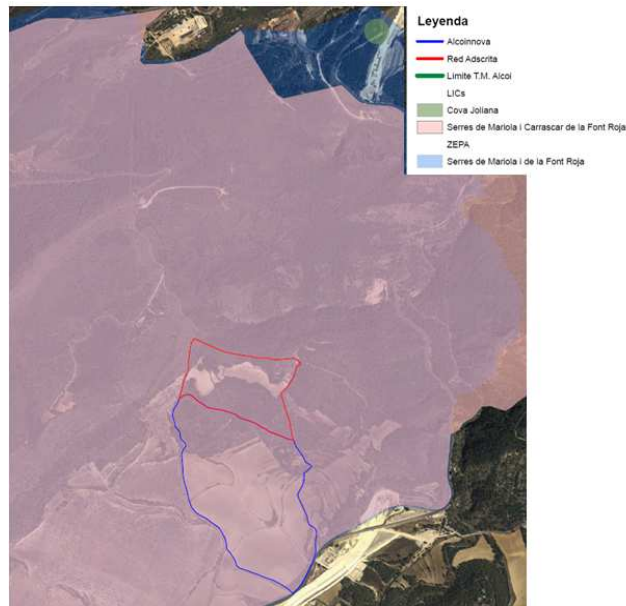 Leyenda
Alcoinnova
Red Adscrita
Límite T.M. Alcoi
LICs
Cova Joliana
Serres de Mariola i Carrascar de la Font Roja
ZEPA
Serres de Mariola i de la Font Roja